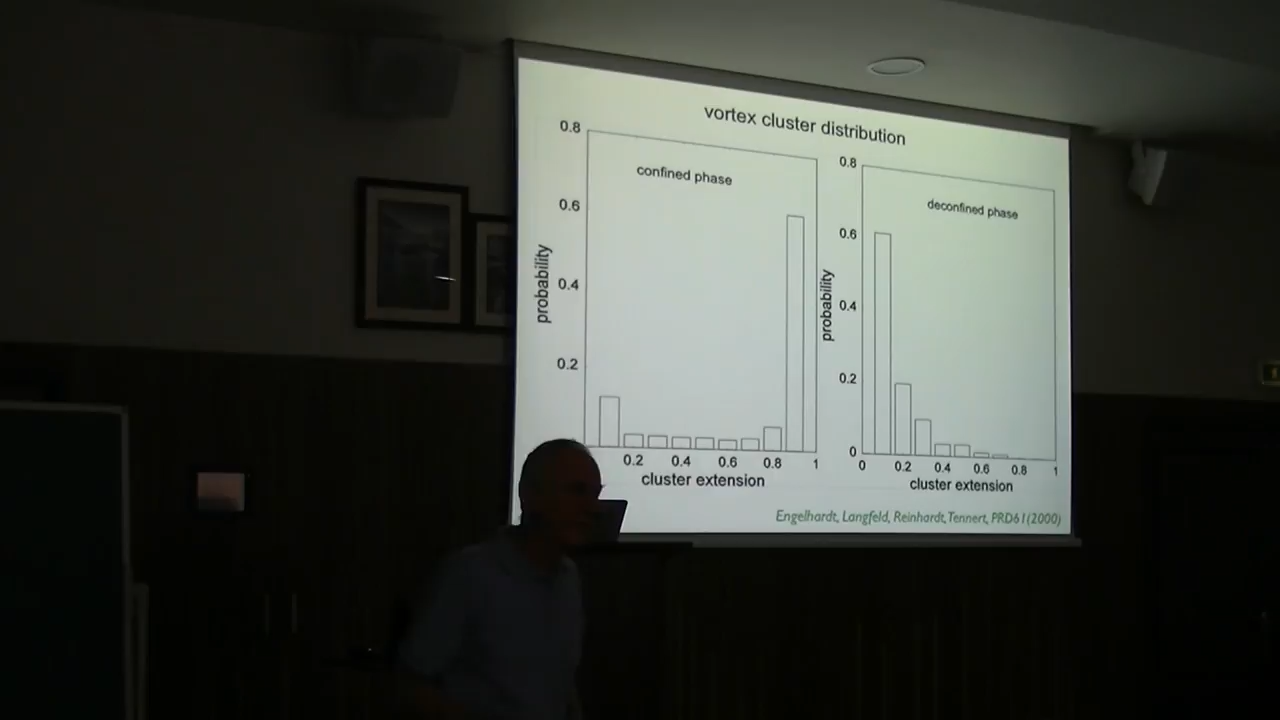 vortex cluster distribution
0.8
confined phase
0.6
0.4
0.2
probability
0.2 0.4 0.6 0.8 1
cluster extension
0.8
deconfined phase
0.6
0.4
0.2
0
probability
0 0.2 0.4 0.6 0.8 1
cluster extension
Engelhardt, Langfeld, Reinhardt, Tennert, PRD61(2000)